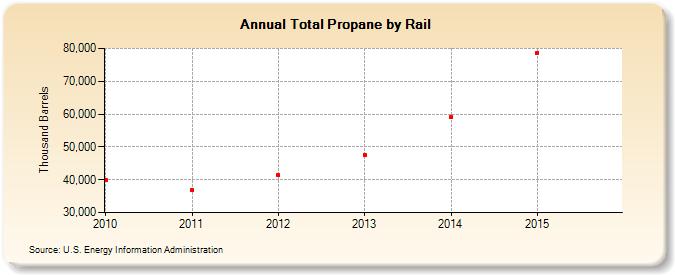 Annual Total Propane by Rail
Thousand Barrels
80,000
70,000
60,000
50,000
40,000
30,000
2010 2011 2012 2013 2014 2015
Source: U.S. Energy Information Administration